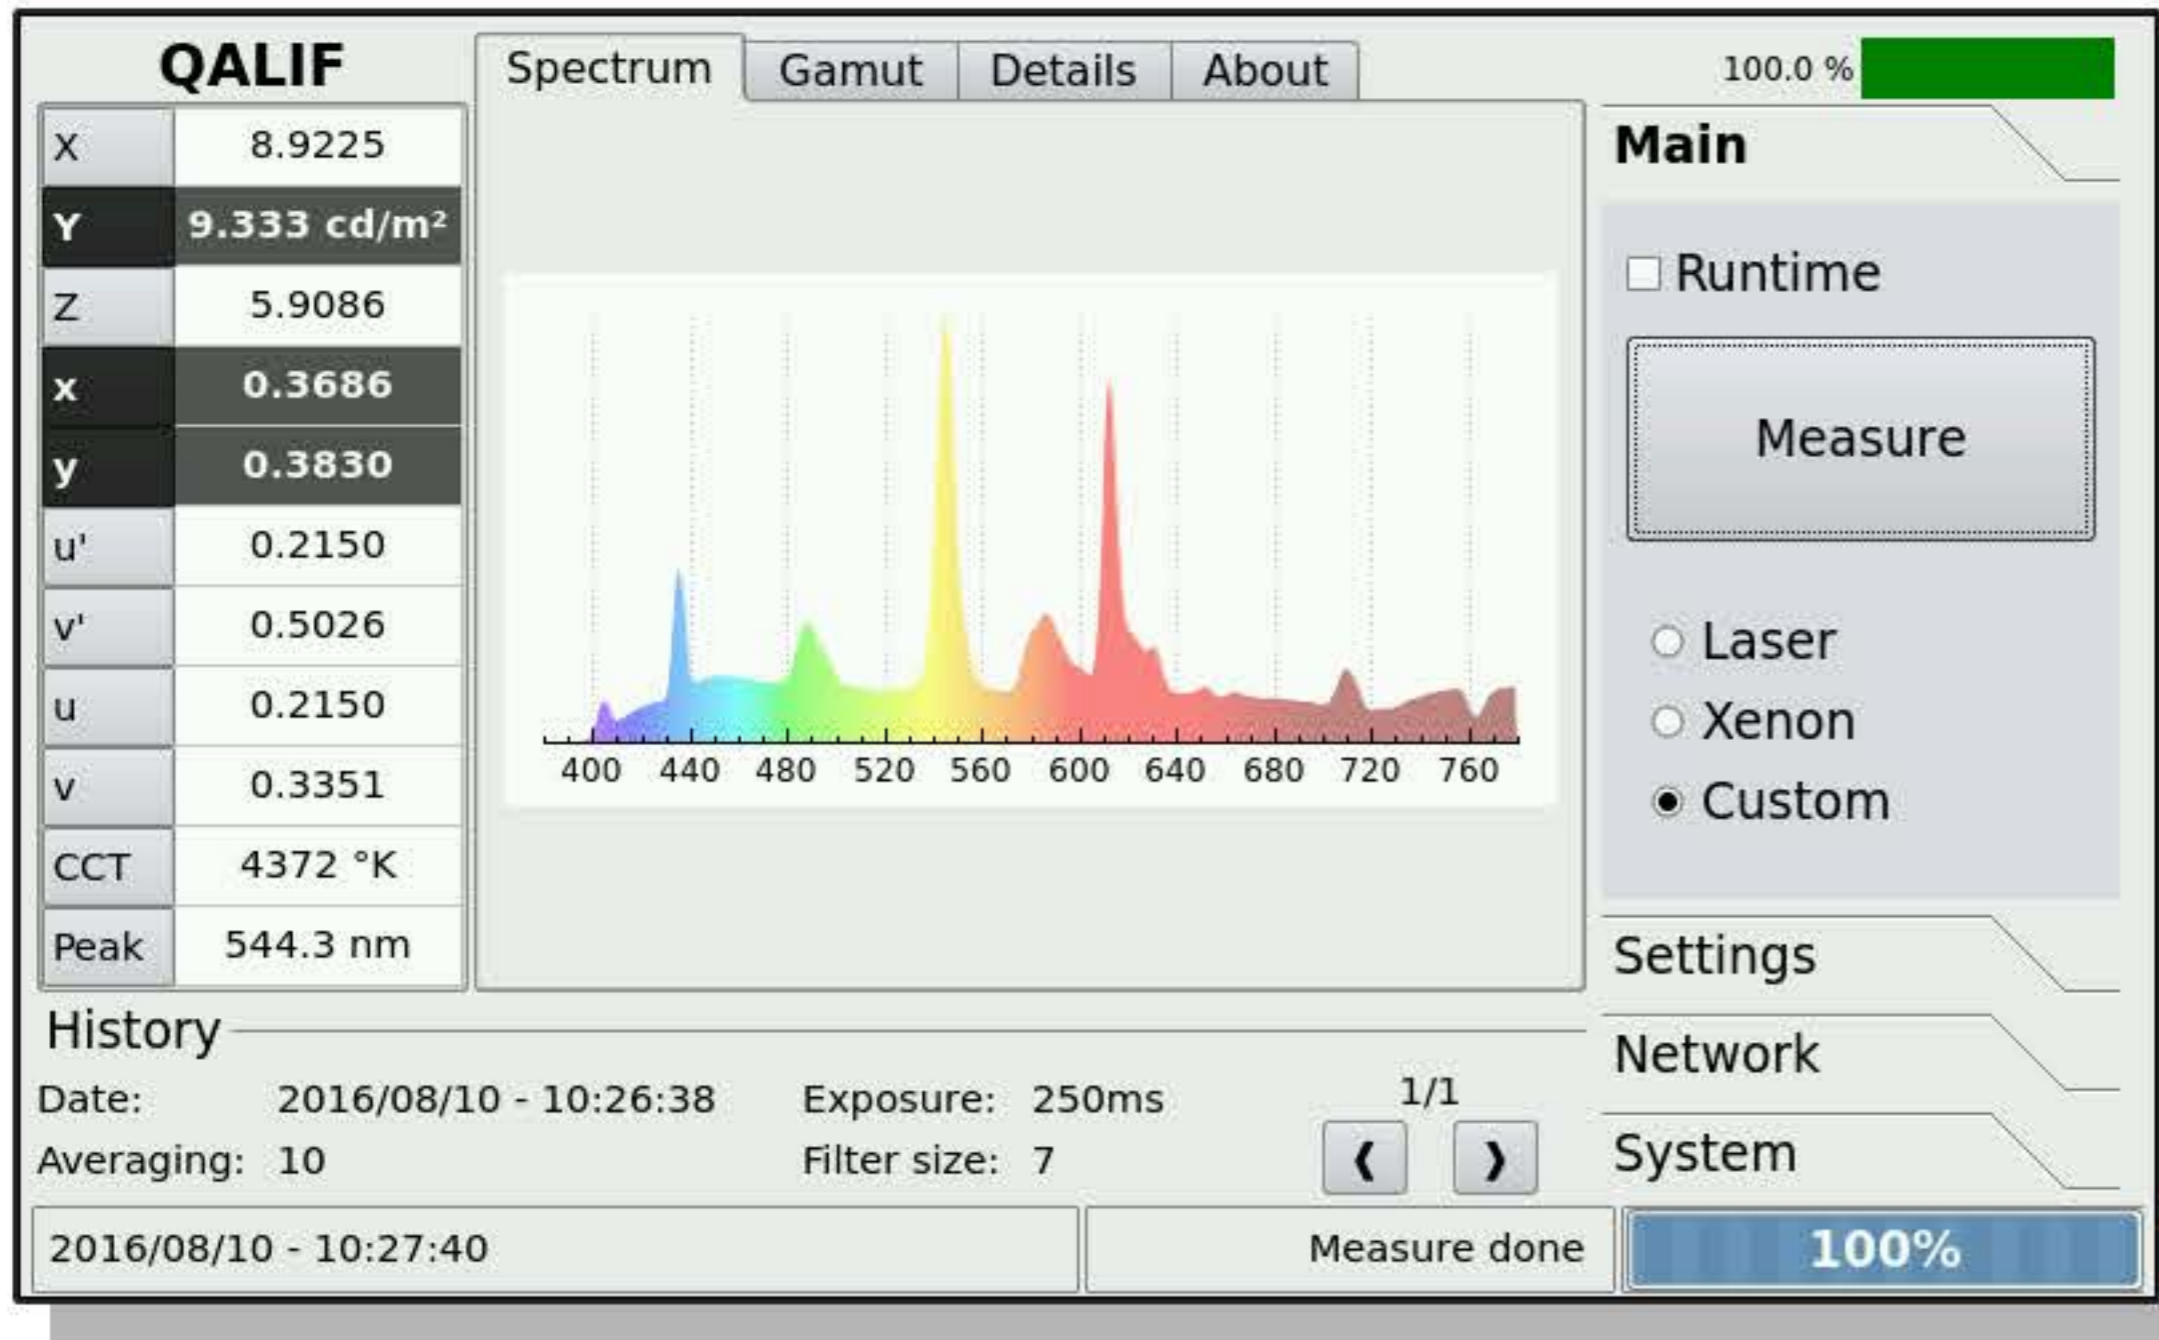 QALIF
X 8.9225
Y 9.333 cd/m²
Z 5.9086
x 0.3686
y 0.3830
u' 0.2150
v' 0.5026
u 0.2150
v 0.3351
CCT 4372 °K
Peak 544.3 nm
Spectrum Gamut Details About
400 440 480 520 560 600 640 680 720 760
100.0 %
Main
Runtime
Measure
Laser
Xenon
Custom
Settings
Network
System
History
Date: 2016/08/10 - 10:26:38 Exposure: 250ms 1/1
Averaging: 10 Filter size: 7 ❰ ❱
2016/08/10 - 10:27:40 Measure done 100%